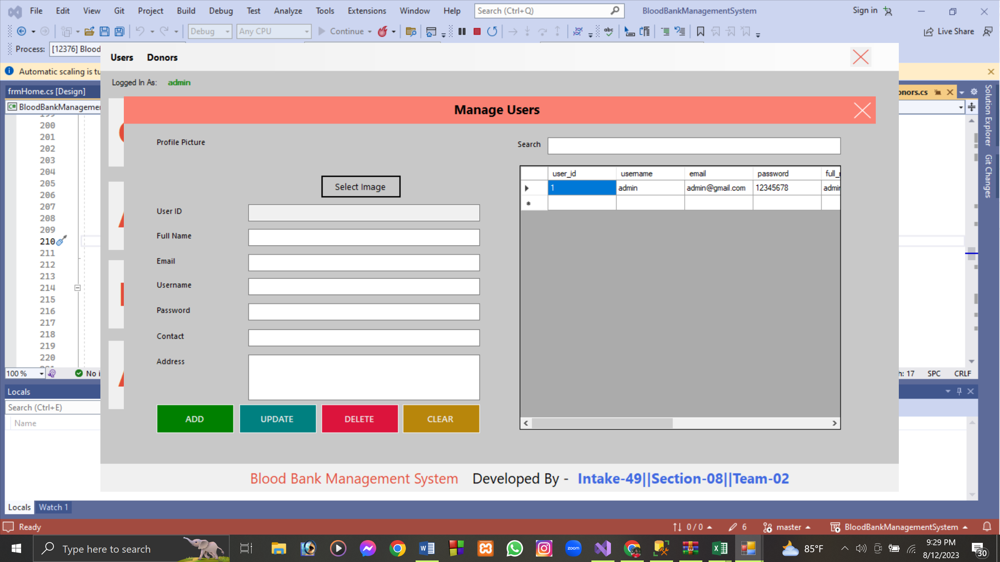 File Edit View Git Project Build Debug Test Analyze Tools Extensions Window Help Search (Ctrl+Q) BloodBankManagementSystem Sign in
Debug Any CPU Continue Live Share
Process: [12376] Blood
Users Donors
Automatic scaling is tu
Logged In As: admin
frmHome.cs [Design] onors.cs
BloodBankManagemen
Manage Users
Solution Explorer
Git Changes
199
200
201
202
203
204
205
206
207
208
209
210
211
212
213
214
215
216
217
218
219
220
Profile Picture
Select Image
User ID
Full Name
Email
Username
Password
Contact
Address
ADD UPDATE DELETE CLEAR
Search
user_id username email password full_
1 admin admin@gmail.com 12345678 admin
100 % No i h: 17 SPC CRLF
Locals
Search (Ctrl+E)
Name
Blood Bank Management System Developed By - Intake-49||Section-08||Team-02
Locals Watch 1
Ready 0 / 0 6 master BloodBankManagementSystem
Type here to search zoom 85°F 9:29 PM
8/12/2023 30